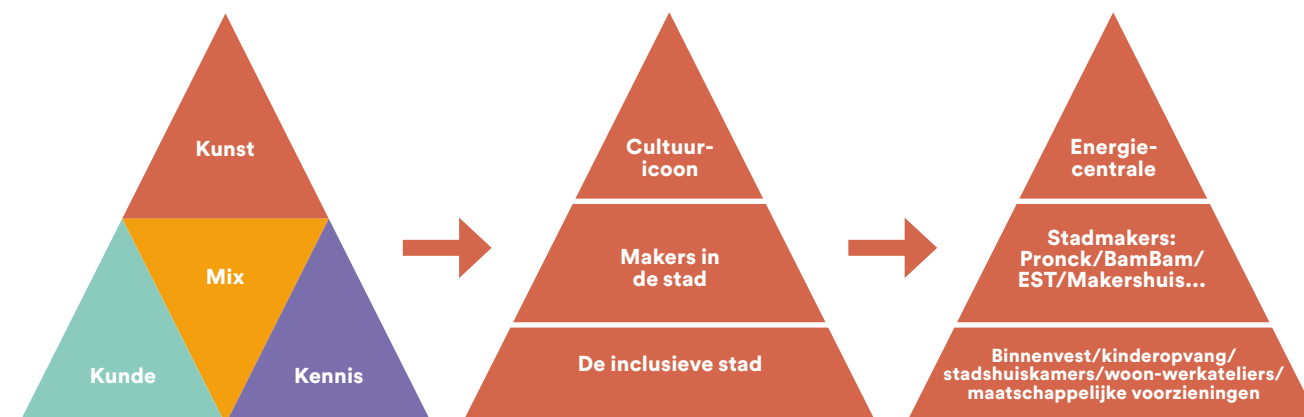 Kunst
Mix
Kunde
Kennis
Cultuur-
icoon
Makers in
de stad
De inclusieve stad
Energie-
centrale
Stadmakers:
Pronck/BamBam/
EST/Makershuis...
Binnenvest/kinderopvang/
stadshuiskamers/woon-werkateliers/
maatschappelijke voorzieningen